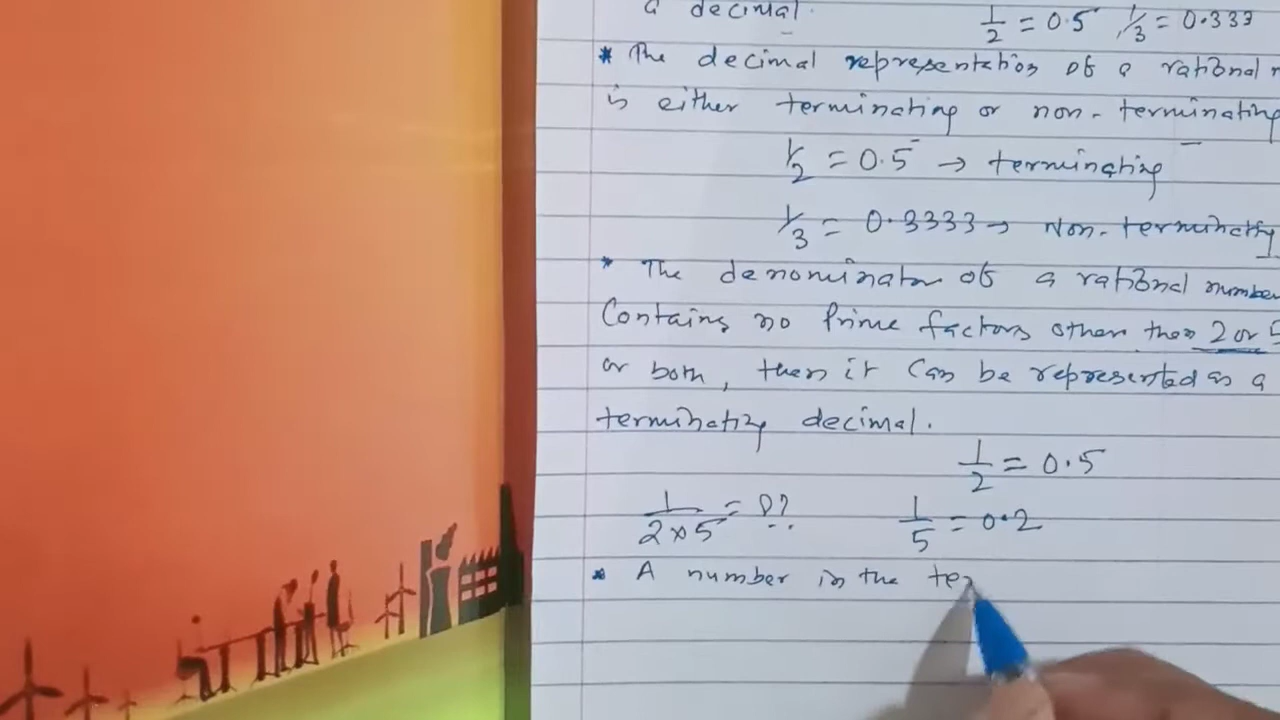 a decimal. 1/2 = 0.5, 1/3 = 0.333
* The decimal representation of a rational
is either terminating or non-terminating
1/2 = 0.5 → terminating
1/3 = 0.3333 → Non-terminating
* The denominator of a rational number
Contains no Prime factors other than 2 or 5
or both, then it can be represented as a
terminating decimal.
1/2 = 0.5
1/(2×5) = ?? 1/5 = 0.2
* A number in the te